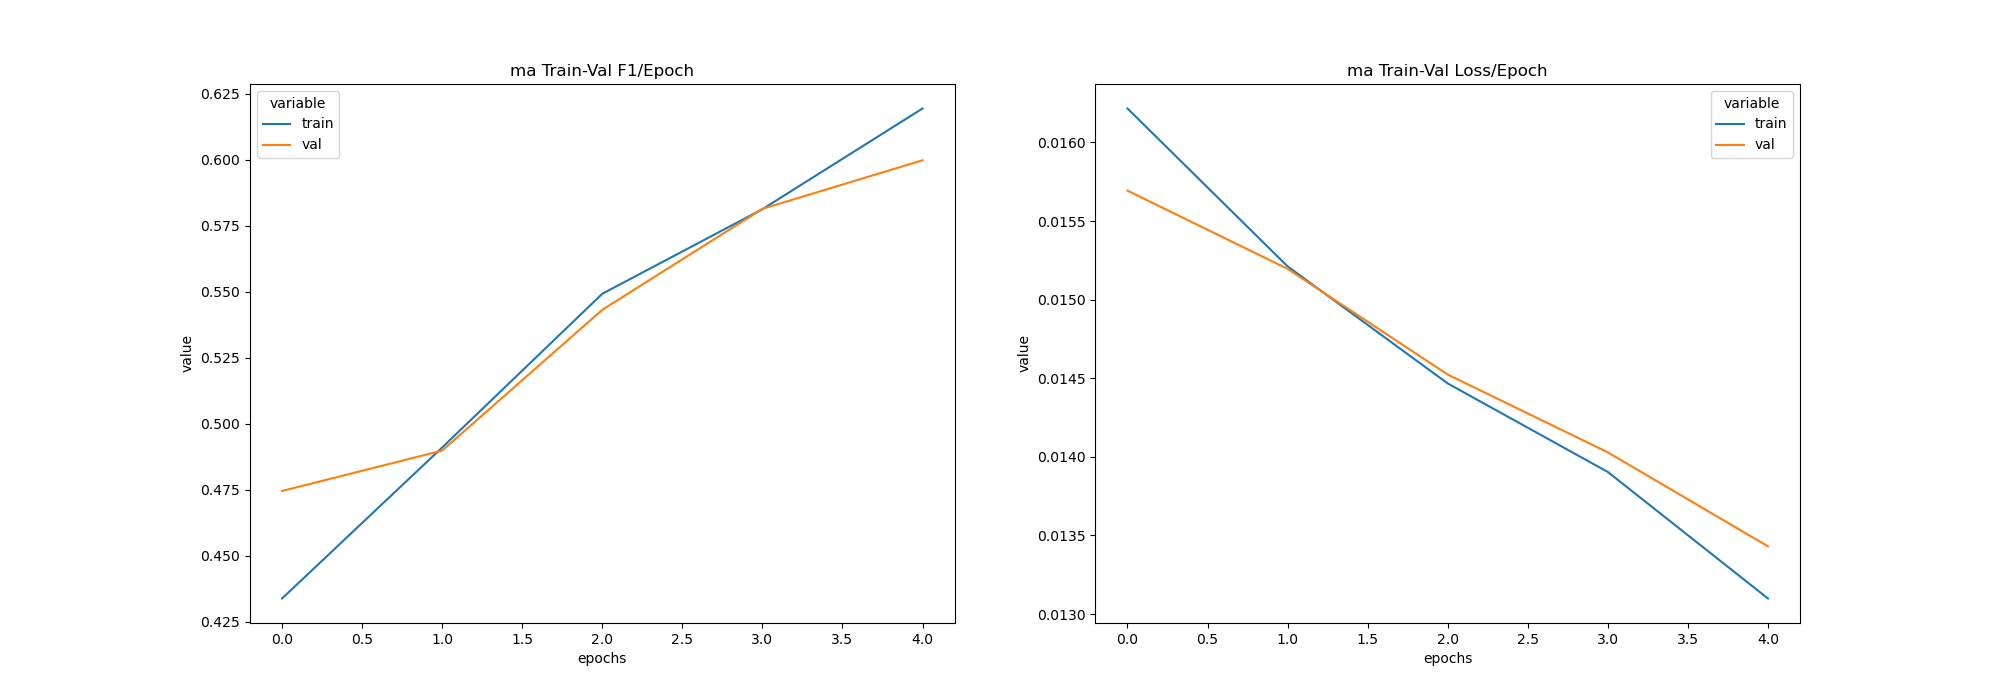 ma Train-Val F1/Epoch
variable
train
val
value
0.625
0.600
0.575
0.550
0.525
0.500
0.475
0.450
0.425
0.0 0.5 1.0 1.5 2.0 2.5 3.0 3.5 4.0
epochs
ma Train-Val Loss/Epoch
variable
train
val
value
0.0160
0.0155
0.0150
0.0145
0.0140
0.0135
0.0130
0.0 0.5 1.0 1.5 2.0 2.5 3.0 3.5 4.0
epochs